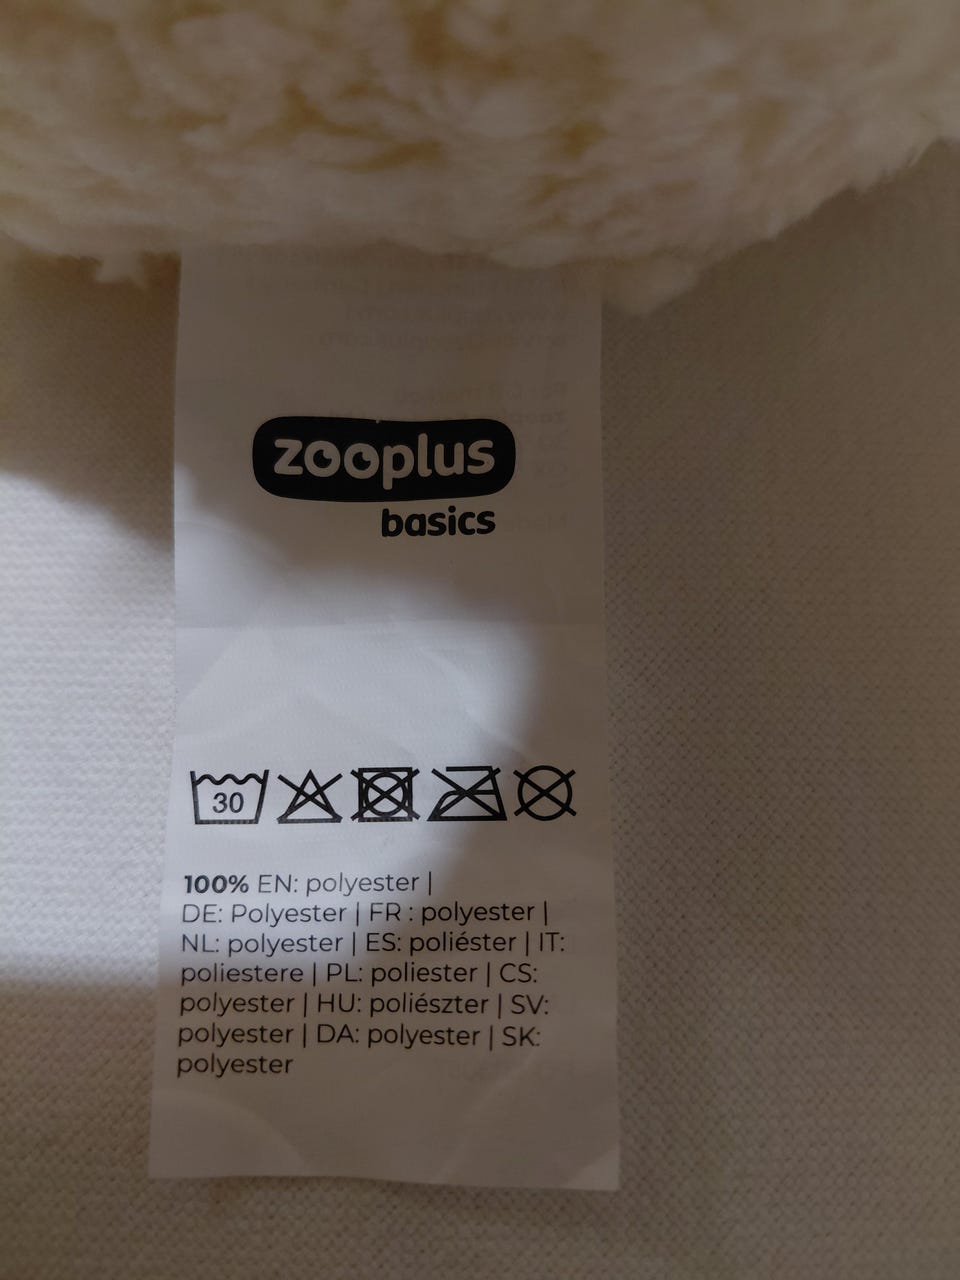 zooplus
basics
30
100% EN: polyester |
DE: Polyester | FR : polyester |
NL: polyester | ES: poliéster | IT:
poliestere | PL: poliester | CS:
polyester | HU: poliészter | SV:
polyester | DA: polyester | SK:
polyester